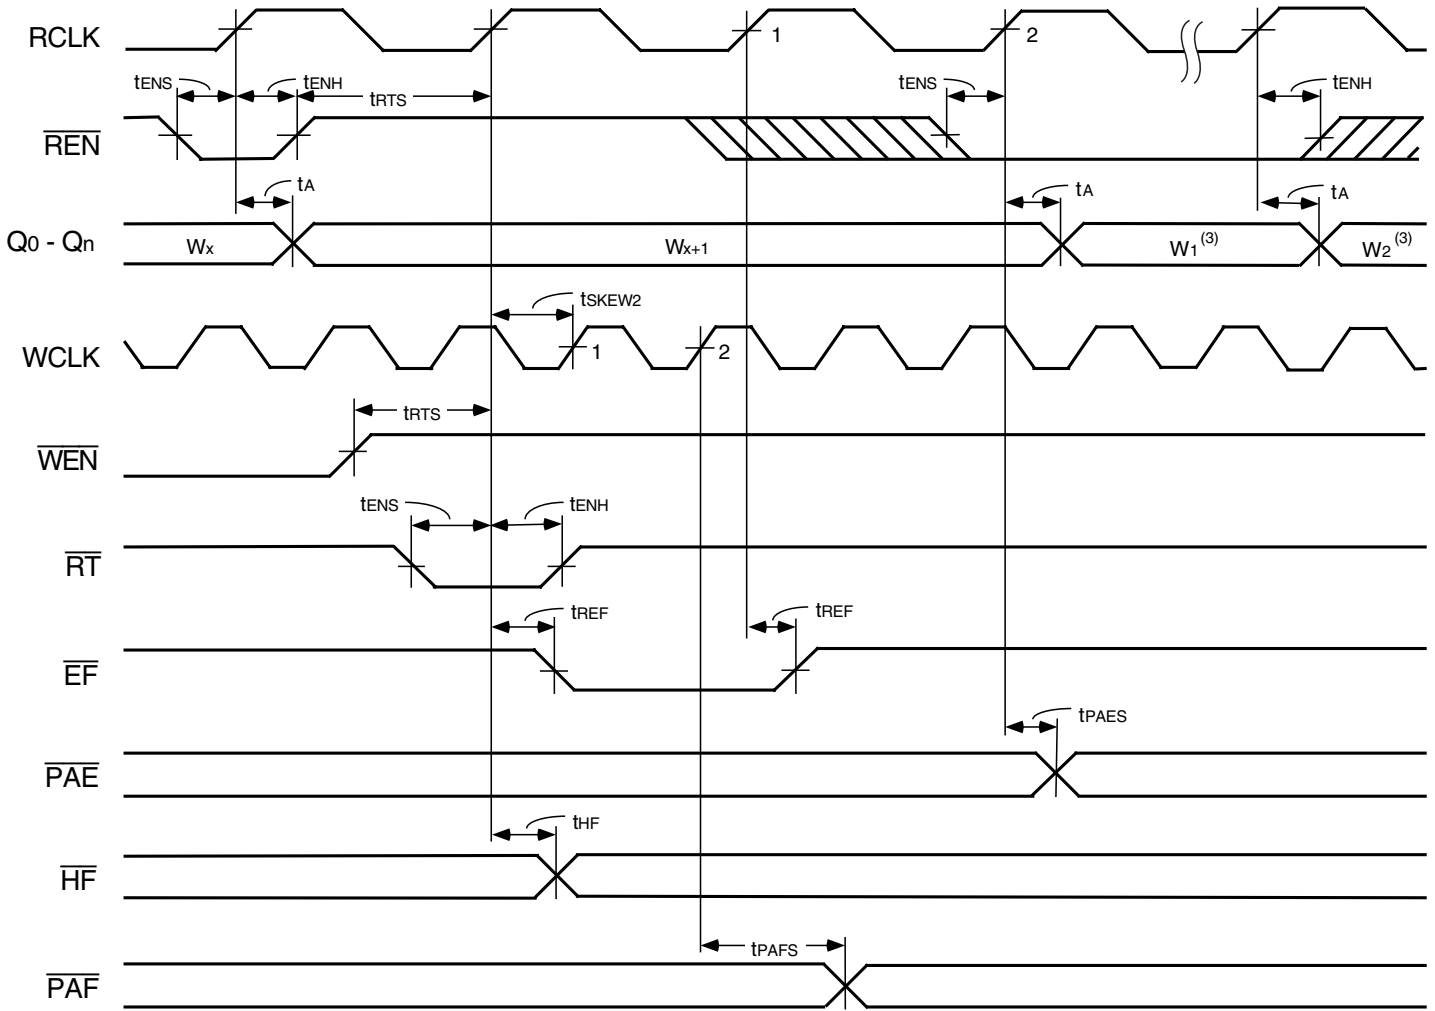 RCLK 1 2
tENS tENH tRTS tENS tENH
REN
tA tA tA
Q0 - Qn Wx Wx+1 W1(3) W2(3)
tSKEW2
WCLK 1 2
tRTS
WEN
tENS tENH
RT
tREF tREF
EF
tPAES
PAE
tHF
HF
tPAFS
PAF